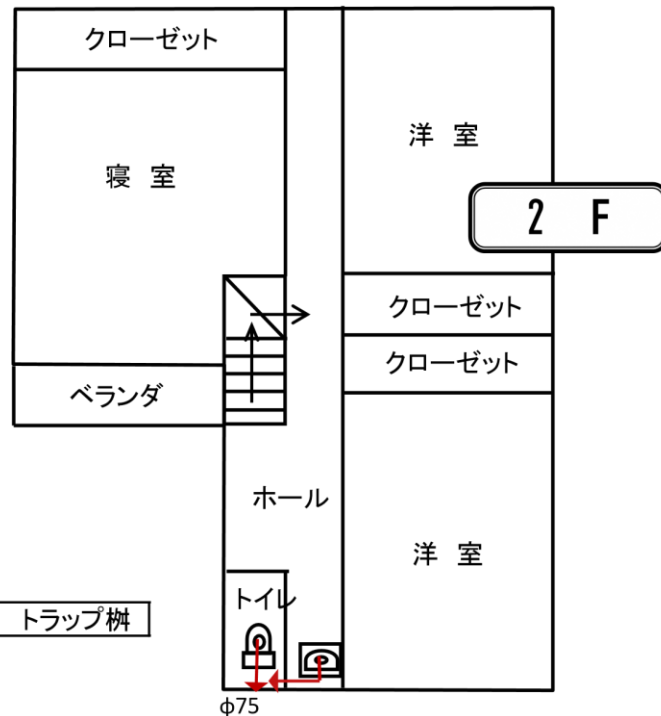 クローゼット
洋 室
寝 室
2 F
クローゼット
クローゼット
ベランダ
ホール
洋 室
トイレ
トラップ桝
φ75